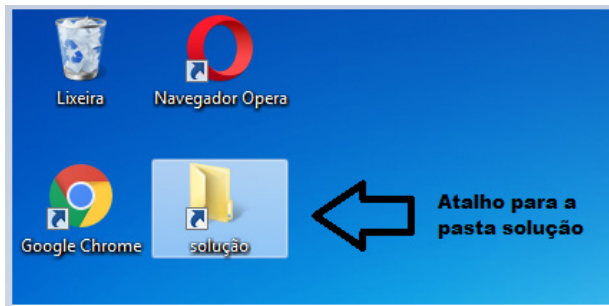 Lixeira
Navegador Opera
Google Chrome
solução
Atalho para a
pasta solução